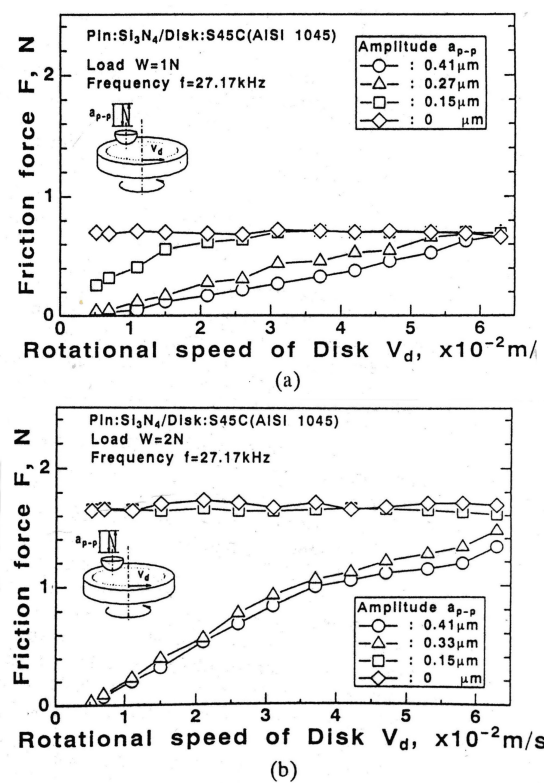 Pin:Si3N4/Disk:S45C(AISI 1045)
Load W=1N
Frequency f=27.17kHz
Amplitude ap-p
: 0.41μm
: 0.27μm
: 0.15μm
: 0 μm
ap-p
Vd
Friction force F, N
2
1
0
0 1 2 3 4 5 6
Rotational speed of Disk Vd, x10-2m/
(a)
Pin:Si3N4/Disk:S45C(AISI 1045)
Load W=2N
Frequency f=27.17kHz
ap-p
Vd
Amplitude ap-p
: 0.41μm
: 0.33μm
: 0.15μm
: 0 μm
Friction force F, N
2
1
0
0 1 2 3 4 5 6
Rotational speed of Disk Vd, x10-2m/s
(b)